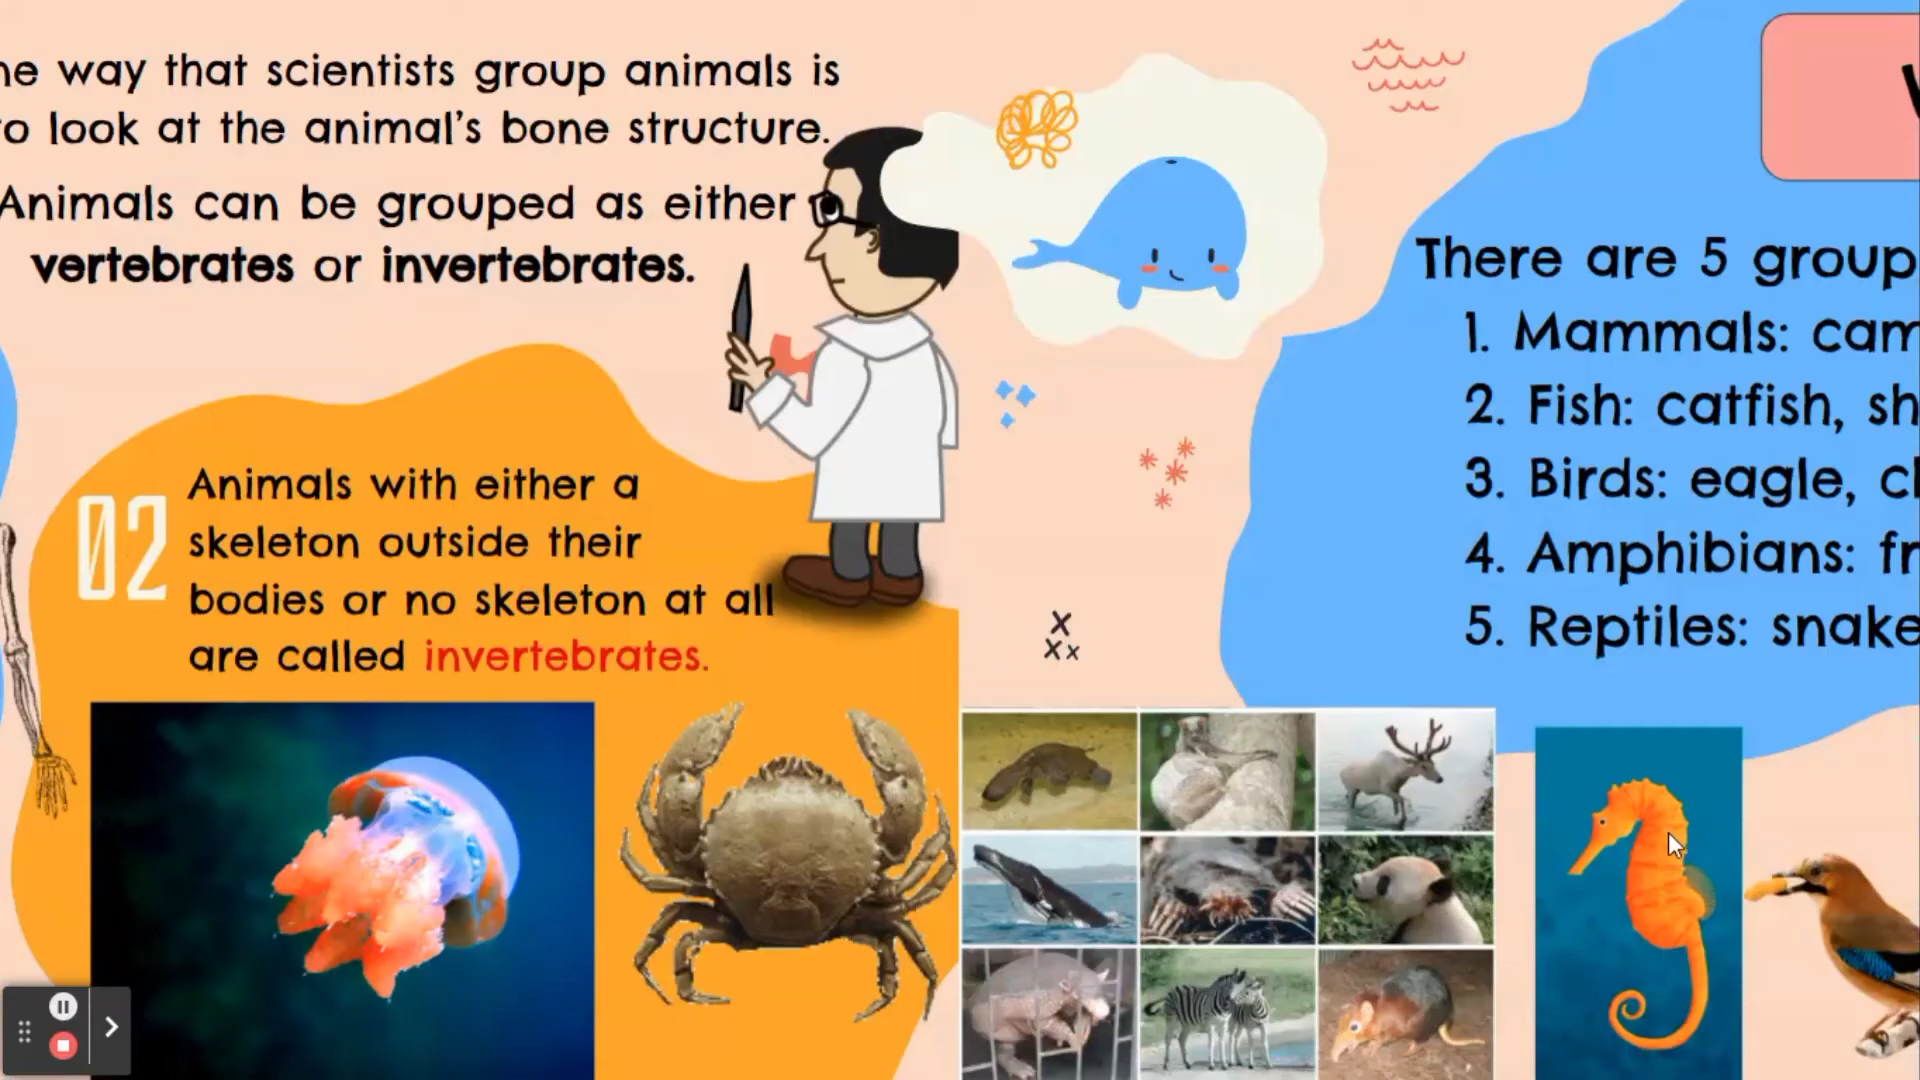 he way that scientists group animals is
to look at the animal's bone structure.
Animals can be grouped as either
vertebrates or invertebrates.
02
Animals with either a
skeleton outside their
bodies or no skeleton at all
are called invertebrates.
There are 5 group
1. Mammals: cam
2. Fish: catfish, sh
3. Birds: eagle, cl
4. Amphibians: fr
5. Reptiles: snake